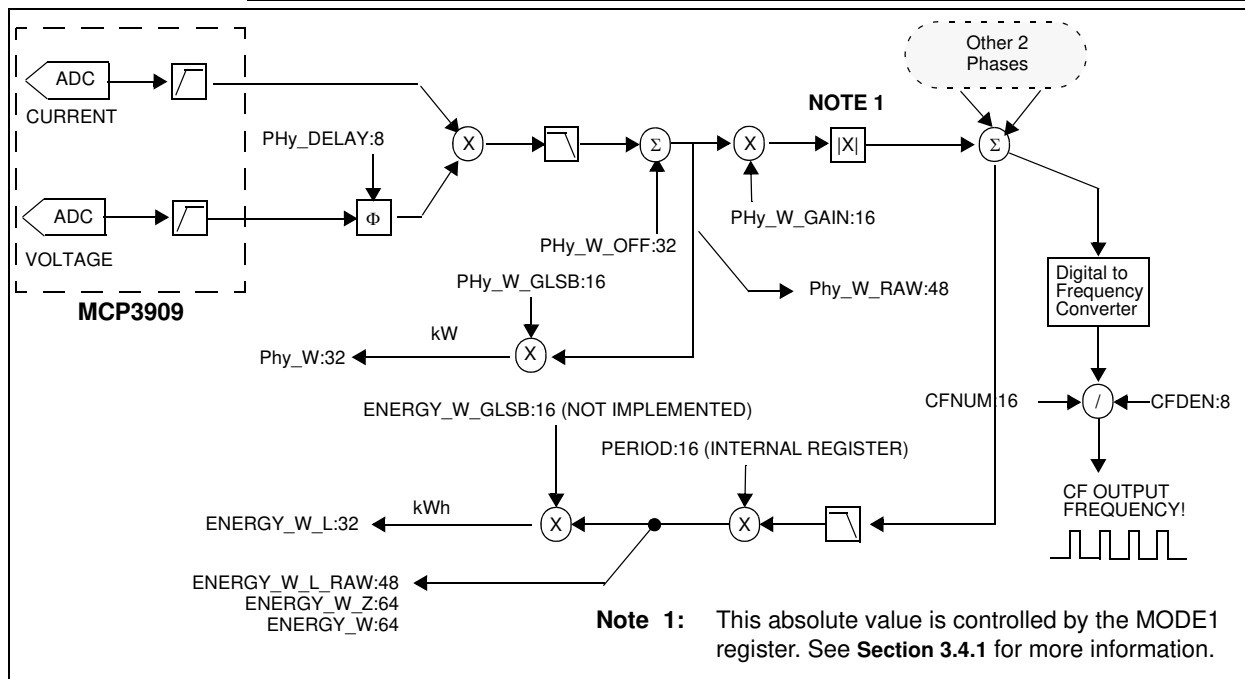 Other 2
Phases
ADC
NOTE 1
CURRENT
PHy_DELAY:8
X
Σ
X
|X|
Σ
ADC
Φ
PHy_W_GAIN:16
VOLTAGE
PHy_W_OFF:32
PHy_W_GLSB:16
Phy_W_RAW:48
Digital to
Frequency
Converter
MCP3909
kW
Phy_W:32
X
ENERGY_W_GLSB:16 (NOT IMPLEMENTED)
CFNUM:16
/
CFDEN:8
PERIOD:16 (INTERNAL REGISTER)
CF OUTPUT
FREQUENCY!
kWh
ENERGY_W_L:32
X
X
ENERGY_W_L_RAW:48
ENERGY_W_Z:64
ENERGY_W:64
Note 1: This absolute value is controlled by the MODE1
register. See Section 3.4.1 for more information.